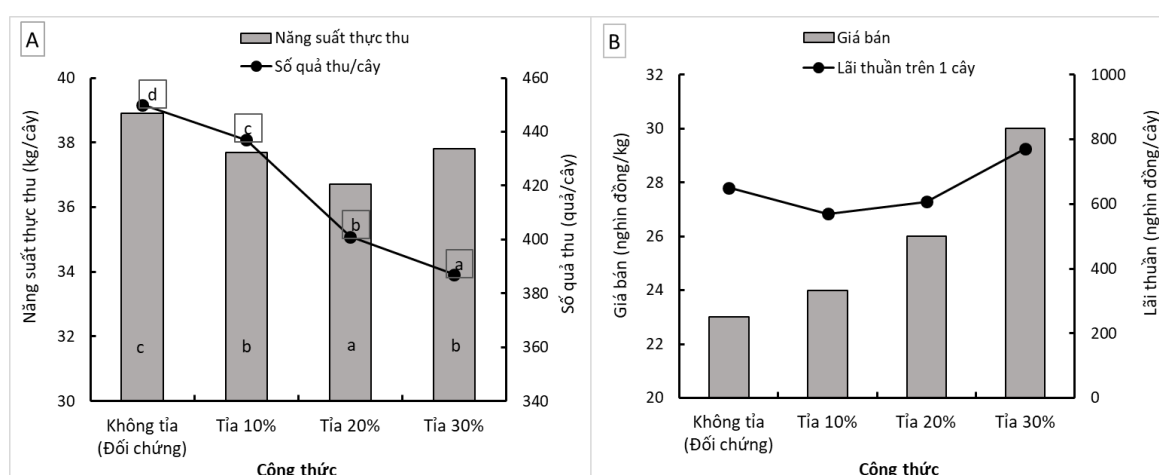 A
Năng suất thực thu
Số quả thu/cây
Năng suất thực thu (kg/cây)
40
38
36
34
32
30
460
440
420
400
380
360
340
Số quả thu (quả/cây)
d
c
b
a
c
b
a
b
Không tỉa
(Đối chứng)
Tỉa 10%
Tỉa 20%
Tỉa 30%
Công thức
B
Giá bán
Lãi thuần trên 1 cây
Giá bán (nghìn đồng/kg)
32
30
28
26
24
22
20
1000
800
600
400
200
0
Lãi thuần (nghìn đồng/cây)
Không tỉa
(Đối chứng)
Tỉa 10%
Tỉa 20%
Tỉa 30%
Công thức